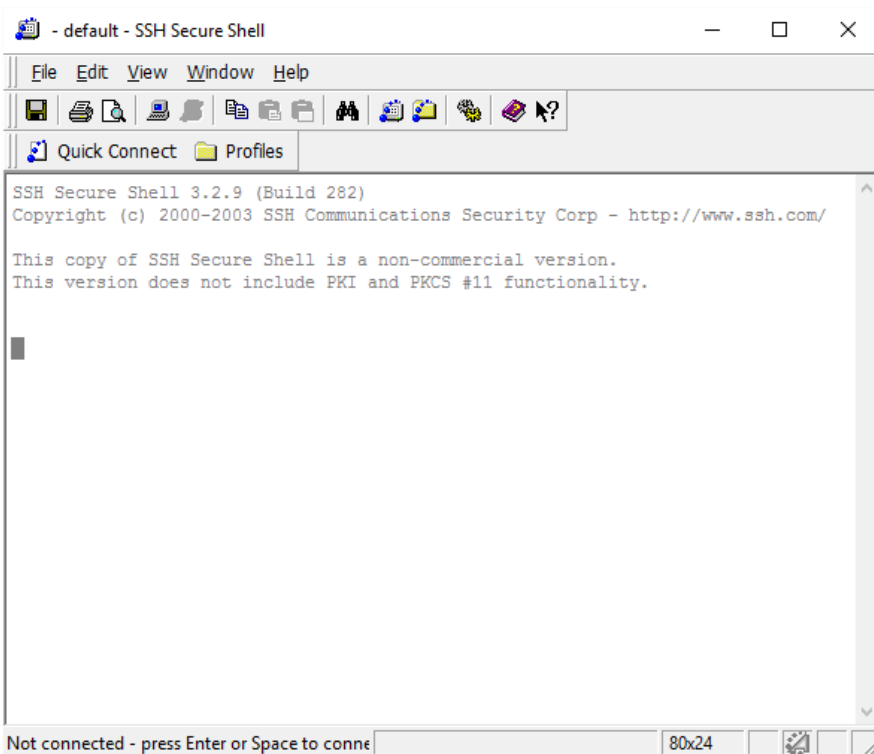 - default - SSH Secure Shell
File Edit View Window Help
Quick Connect Profiles
SSH Secure Shell 3.2.9 (Build 282)
Copyright (c) 2000-2003 SSH Communications Security Corp - http://www.ssh.com/
This copy of SSH Secure Shell is a non-commercial version.
This version does not include PKI and PKCS #11 functionality.
Not connected - press Enter or Space to conne 80x24